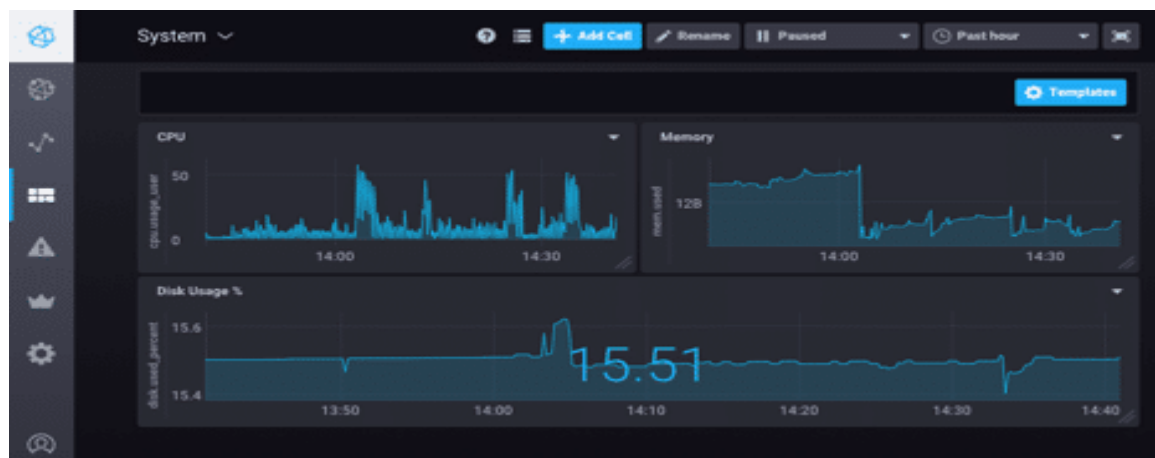 System
+ Add Cell
Rename
Paused
Past hour
Templates
CPU
cpu.usage_user
50
0
14:00
14:30
Memory
mem.used
12B
14:00
14:30
Disk Usage %
disk.used_percent
15.6
15.4
15.51
13:50
14:00
14:10
14:20
14:30
14:40